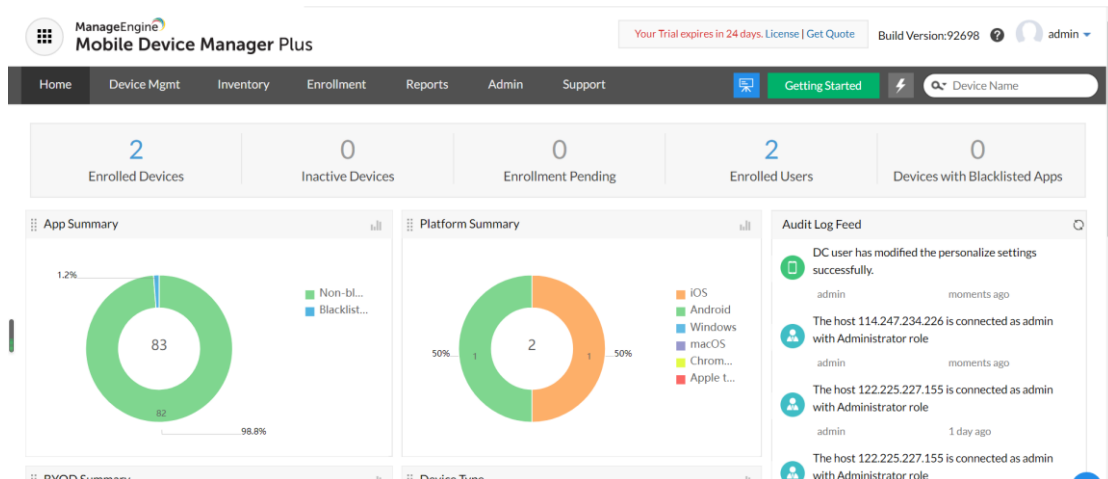 ManageEngine
Mobile Device Manager Plus
Your Trial expires in 24 days. License | Get Quote
Build Version:92698
admin
Home Device Mgmt Inventory Enrollment Reports Admin Support
Getting Started
Device Name
2 0 0 2 0
Enrolled Devices Inactive Devices Enrollment Pending Enrolled Users Devices with Blacklisted Apps
App Summary
1.2%
83
82
98.8%
Non-bl...
Blacklist...
Platform Summary
50% 1 2 1 50%
iOS
Android
Windows
macOS
Chrom...
Apple t...
Audit Log Feed
DC user has modified the personalize settings
successfully.
admin moments ago
The host 114.247.234.226 is connected as admin
with Administrator role
admin moments ago
The host 122.225.227.155 is connected as admin
with Administrator role
admin 1 day ago
The host 122.225.227.155 is connected as admin
with Administrator role
BYOD Summary
Device Type